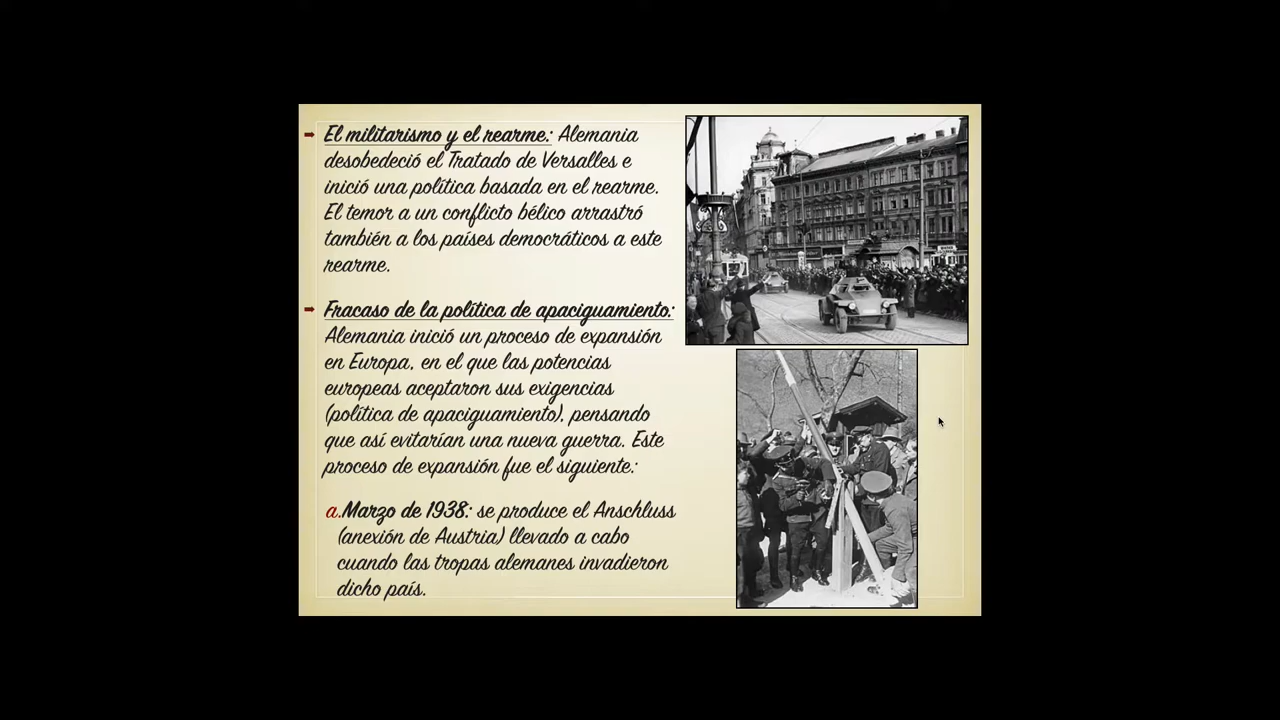 El militarismo y el rearme: Alemania
desobedeció el Tratado de Versalles e
inició una política basada en el rearme.
El temor a un conflicto bélico arrastró
también a los países democráticos a este
rearme.
Fracaso de la política de apaciguamiento:
Alemania inició un proceso de expansión
en Europa, en el que las potencias
europeas aceptaron sus exigencias
(política de apaciguamiento), pensando
que así evitarían una nueva guerra. Este
proceso de expansión fue el siguiente:
a.Marzo de 1938: se produce el Anschluss
(anexión de Austria) llevado a cabo
cuando las tropas alemanes invadieron
dicho país.